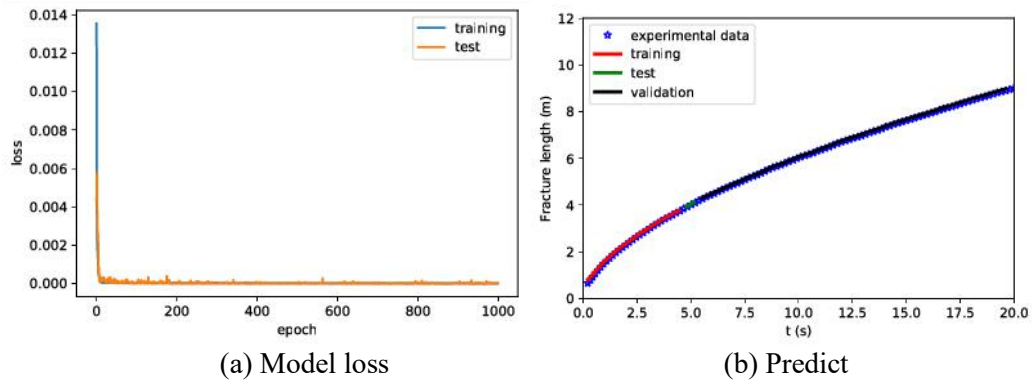 0.014
0.012
0.010
0.008
0.006
0.004
0.002
0.000
loss
training
test
0
200
400
600
800
1000
epoch
(a) Model loss
12
10
8
6
4
2
0
Fracture length (m)
experimental data
training
test
validation
0.0
2.5
5.0
7.5
10.0
12.5
15.0
17.5
20.0
t (s)
(b) Predict